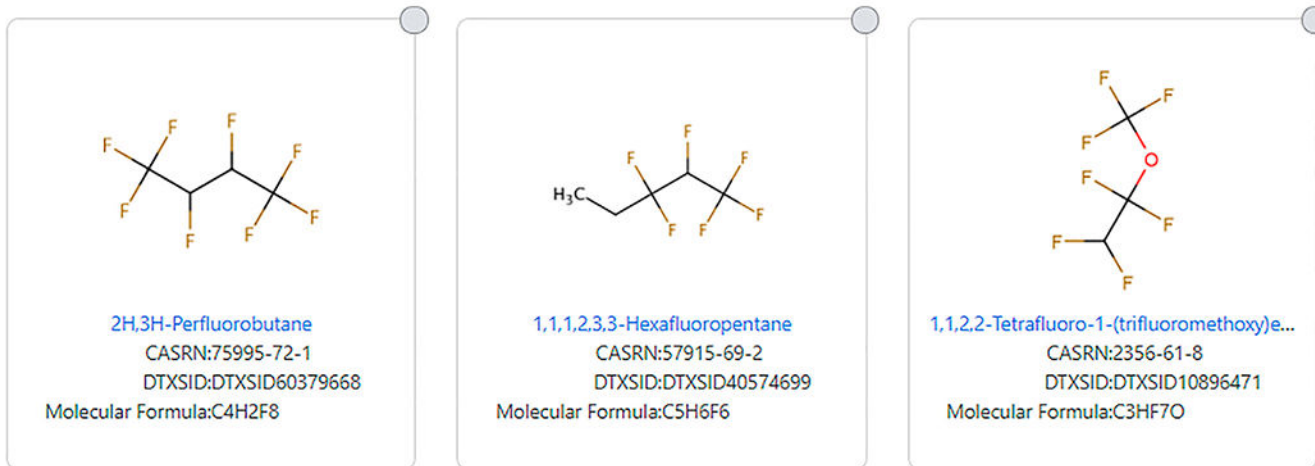 F
F
F
F
F
F
F
F
2H,3H-Perfluorobutane
CASRN:75995-72-1
DTXSID:DTXSID60379668
Molecular Formula:C4H2F8
F
F
F
H₃C
F
F
F
1,1,1,2,3,3-Hexafluoropentane
CASRN:57915-69-2
DTXSID:DTXSID40574699
Molecular Formula:C5H6F6
F
F
F
O
F
F
F
F
1,1,2,2-Tetrafluoro-1-(trifluoromethoxy)e...
CASRN:2356-61-8
DTXSID:DTXSID10896471
Molecular Formula:C3HF7O